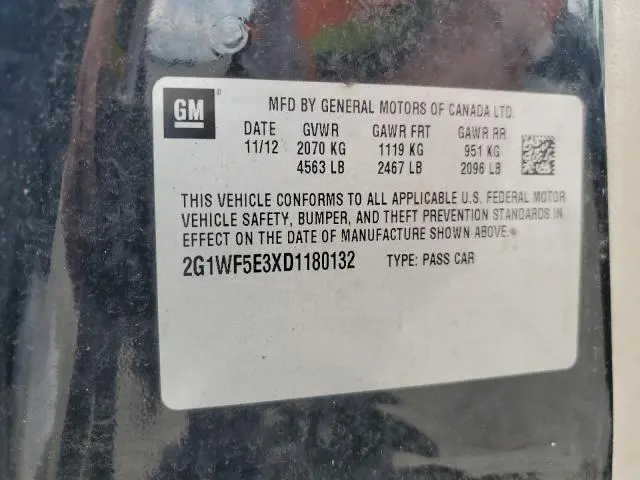 GM ® MFD BY GENERAL MOTORS OF CANADA LTD.
DATE GVWR GAWR FRT GAWR RR
11/12 2070 KG 1119 KG 951 KG
4563 LB 2467 LB 2096 LB
THIS VEHICLE CONFORMS TO ALL APPLICABLE U.S. FEDERAL MOTOR
VEHICLE SAFETY, BUMPER, AND THEFT PREVENTION STANDARDS IN
EFFECT ON THE DATE OF MANUFACTURE SHOWN ABOVE.
2G1WF5E3XD1180132 TYPE: PASS CAR